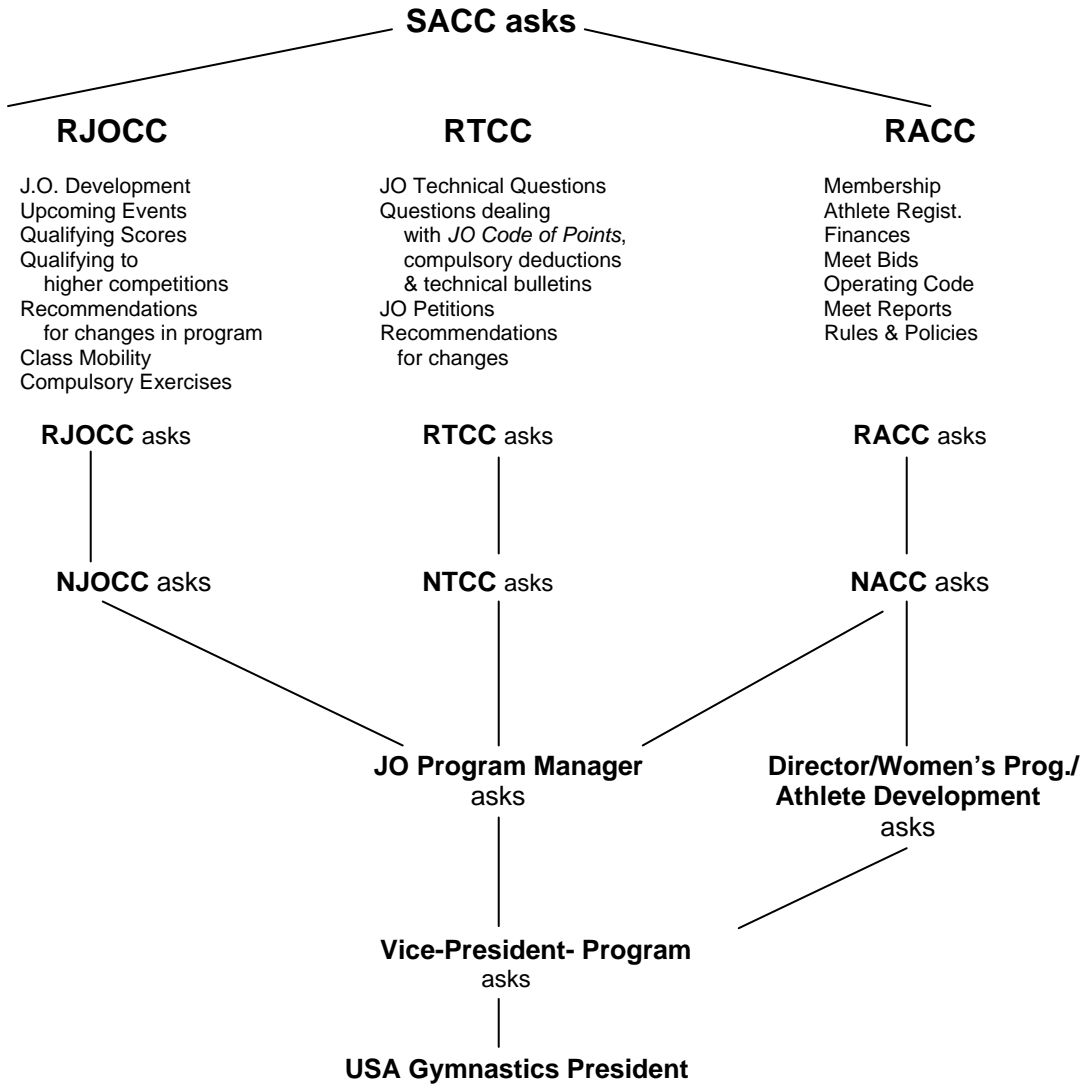 SACC asks
RJOCC
J.O. Development
Upcoming Events
Qualifying Scores
Qualifying to
higher competitions
Recommendations
for changes in program
Class Mobility
Compulsory Exercises
RTCC
JO Technical Questions
Questions dealing
with JO Code of Points,
compulsory deductions
& technical bulletins
JO Petitions
Recommendations
for changes
RACC
Membership
Athlete Regist.
Finances
Meet Bids
Operating Code
Meet Reports
Rules & Policies
RJOCC asks
RTCC asks
RACC asks
NJOCC asks
NTCC asks
NACC asks
JO Program Manager
asks
Director/Women's Prog./
Athlete Development
asks
Vice-President- Program
asks
USA Gymnastics President